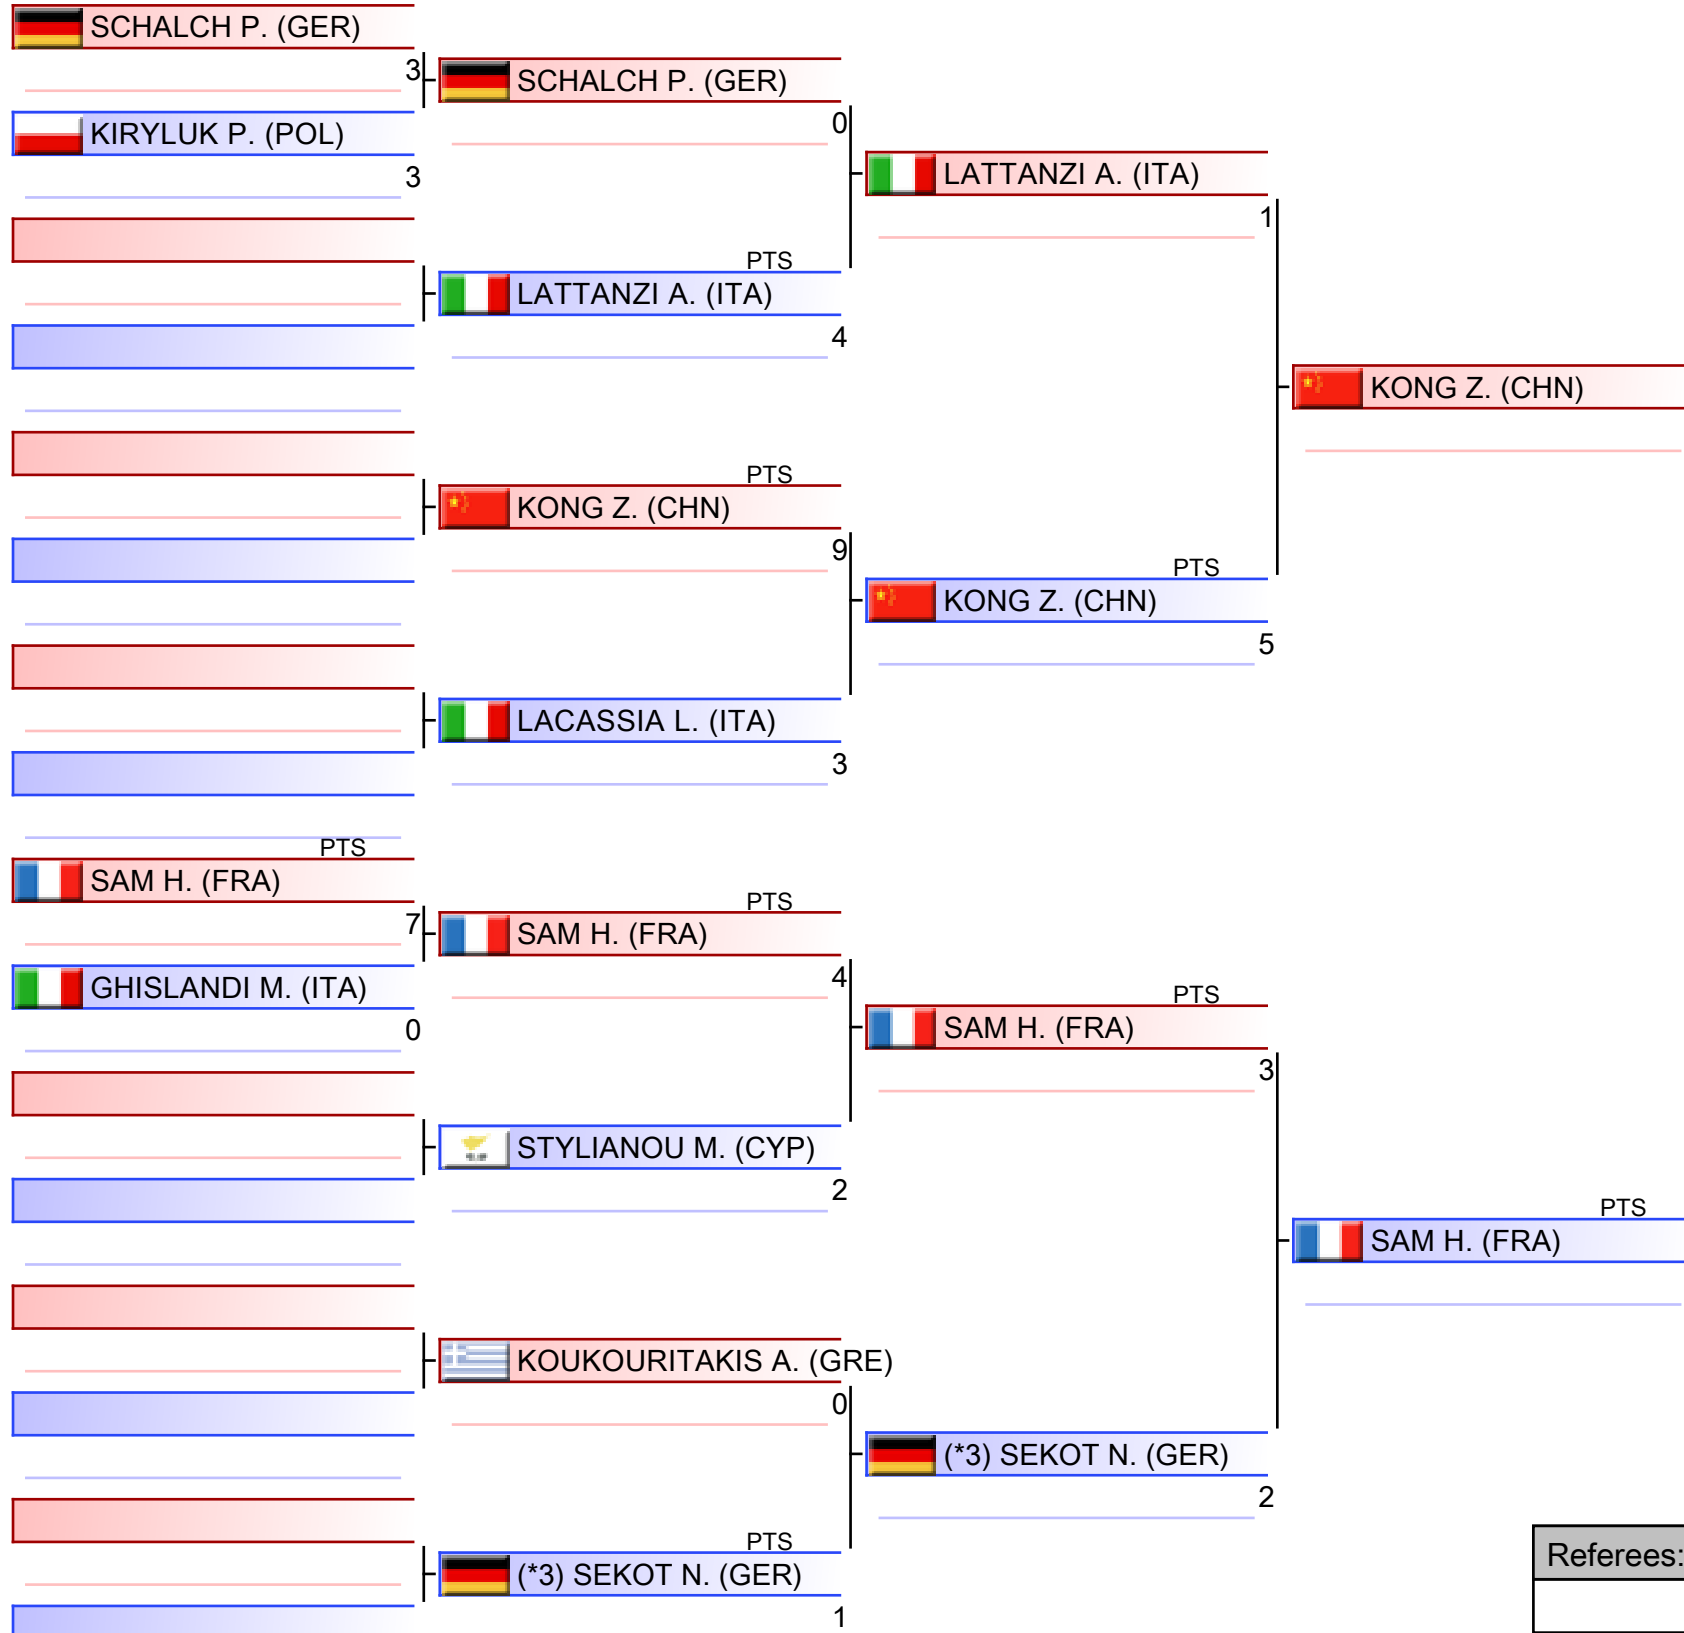 SCHALCH P. (GER)
3
KIRYLUK P. (POL)
3
SCHALCH P. (GER)
0
PTS
LATTANZI A. (ITA)
4
LATTANZI A. (ITA)
1
PTS
KONG Z. (CHN)
9
LACASSIA L. (ITA)
3
PTS
KONG Z. (CHN)
5
KONG Z. (CHN)
PTS
SAM H. (FRA)
7
GHISLANDI M. (ITA)
0
PTS
SAM H. (FRA)
4
STYLIANOU M. (CYP)
2
PTS
SAM H. (FRA)
3
KOUKOURITAKIS A. (GRE)
0
PTS
(*3) SEKOT N. (GER)
1
(*3) SEKOT N. (GER)
2
PTS
SAM H. (FRA)
Referees: